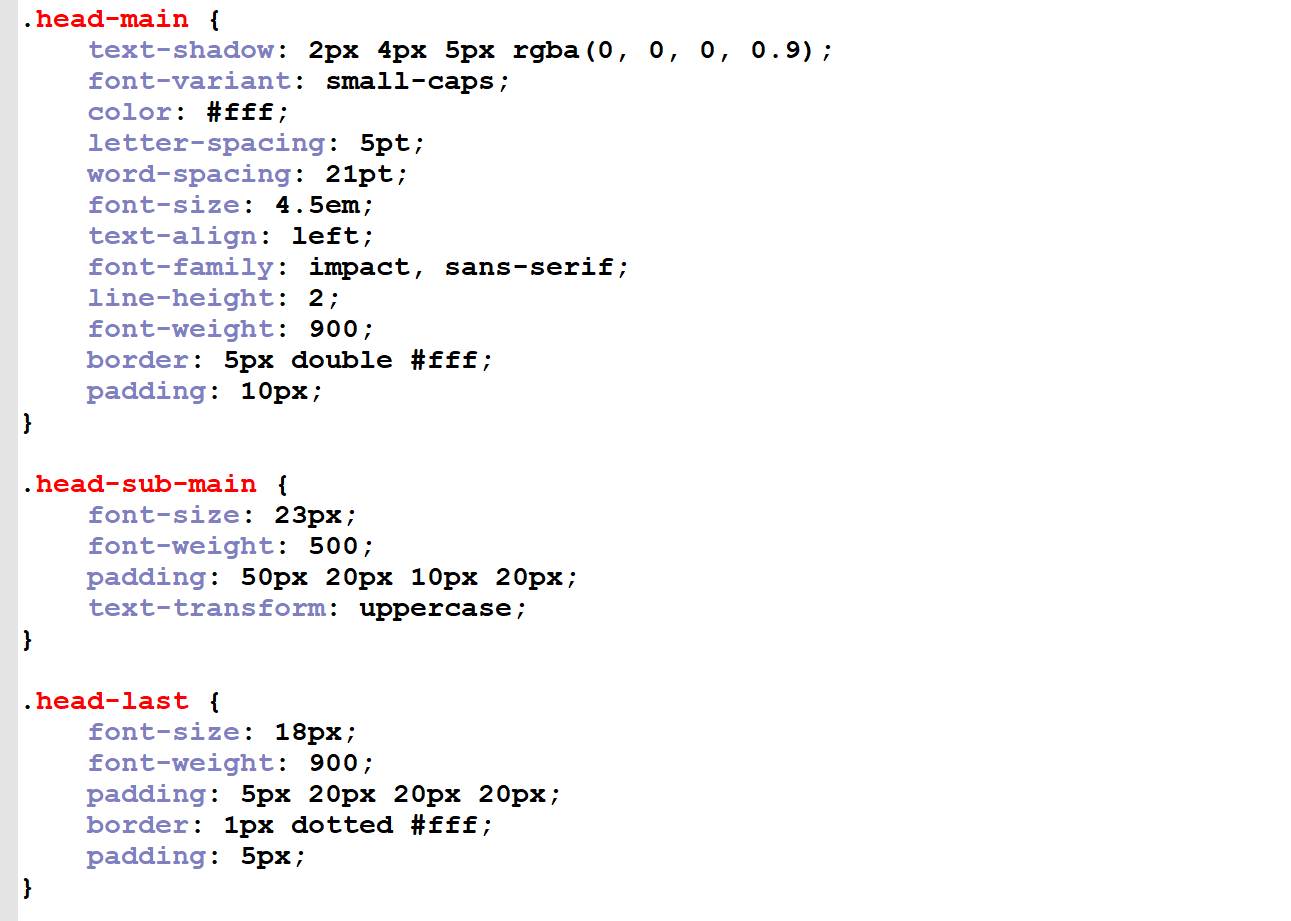 .head-main {
    text-shadow: 2px 4px 5px rgba(0, 0, 0, 0.9);
    font-variant: small-caps;
    color: #fff;
    letter-spacing: 5pt;
    word-spacing: 21pt;
    font-size: 4.5em;
    text-align: left;
    font-family: impact, sans-serif;
    line-height: 2;
    font-weight: 900;
    border: 5px double #fff;
    padding: 10px;
}

.head-sub-main {
    font-size: 23px;
    font-weight: 500;
    padding: 50px 20px 10px 20px;
    text-transform: uppercase;
}

.head-last {
    font-size: 18px;
    font-weight: 900;
    padding: 5px 20px 20px 20px;
    border: 1px dotted #fff;
    padding: 5px;
}